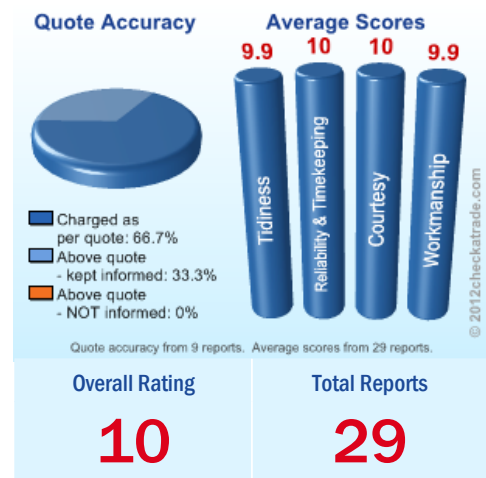 Quote Accuracy
Average Scores
9.9
10
10
9.9
Tidiness
Reliability & Timekeeping
Courtesy
Workmanship
Charged as
per quote: 66.7%
Above quote
- kept informed: 33.3%
Above quote
- NOT informed: 0%
© 2012checkatrade.com
Quote accuracy from 9 reports. Average scores from 29 reports.
Overall Rating
10
Total Reports
29